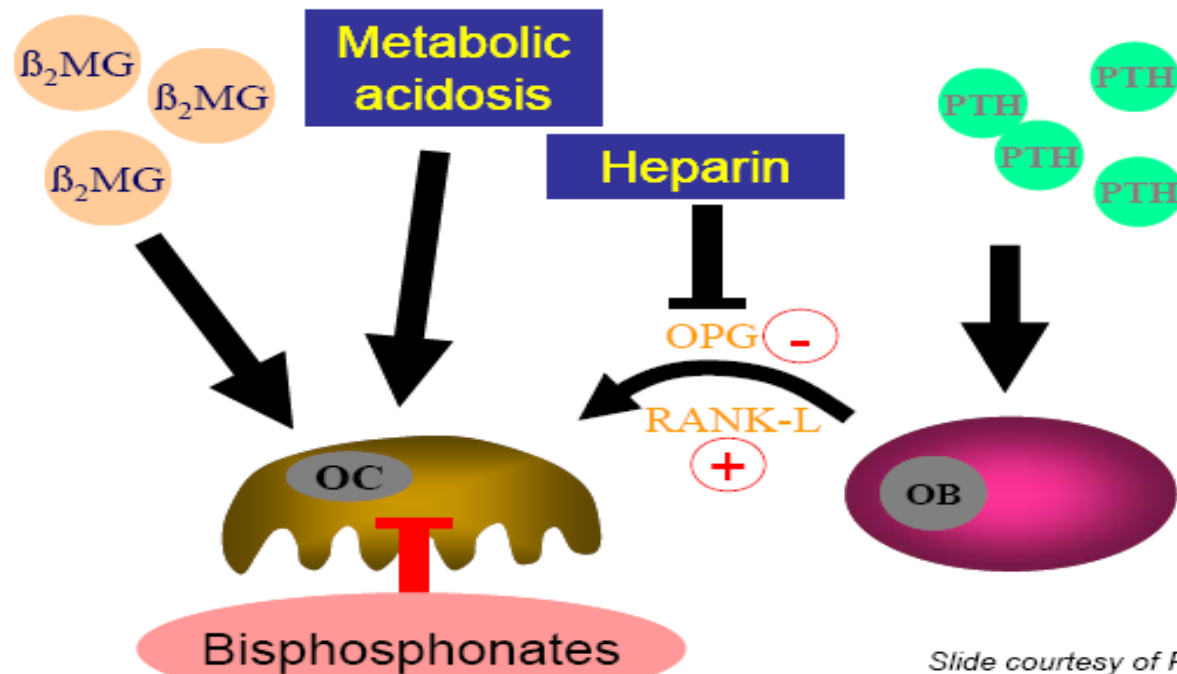 ß₂MG
ß₂MG
ß₂MG
Metabolic
acidosis
Heparin
PTH
PTH
PTH
PTH
OPG
-
RANK-L
+
OC
OB
Bisphosphonates
Slide courtesy of